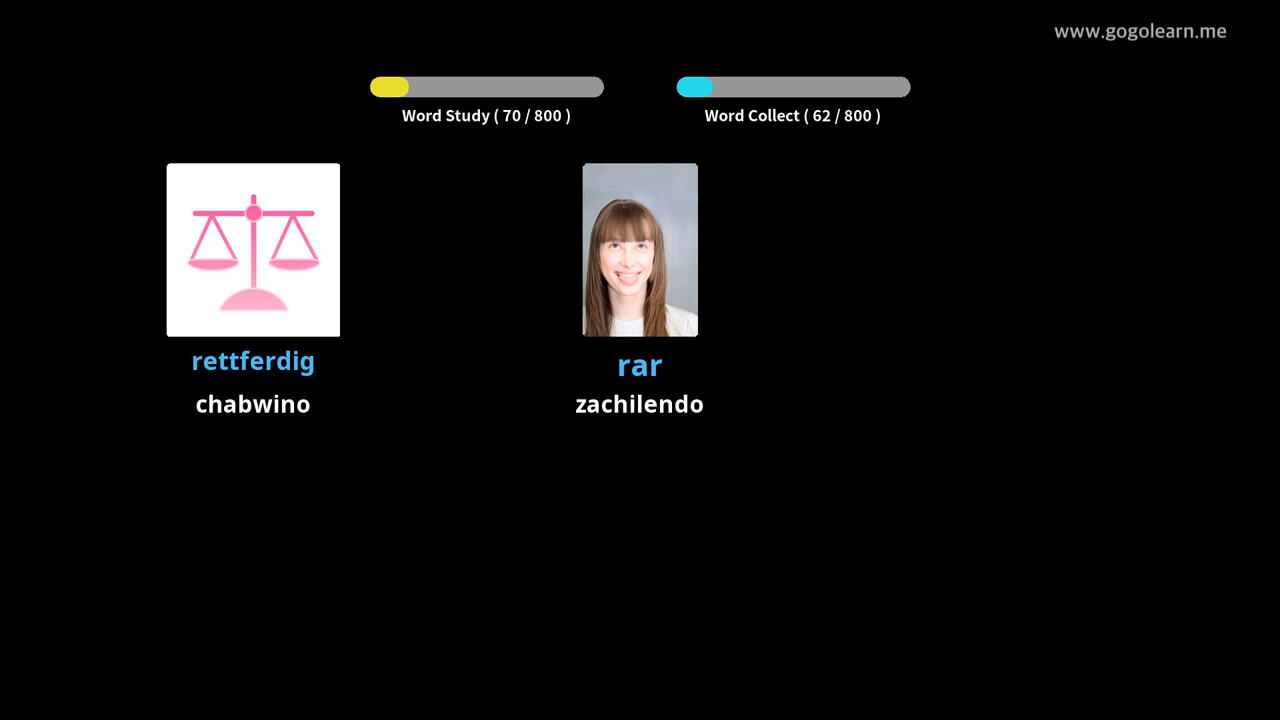 www.gogolearn.me
Word Study ( 70 / 800 )
Word Collect ( 62 / 800 )
rettferdig
rar
chabwino
zachilendo